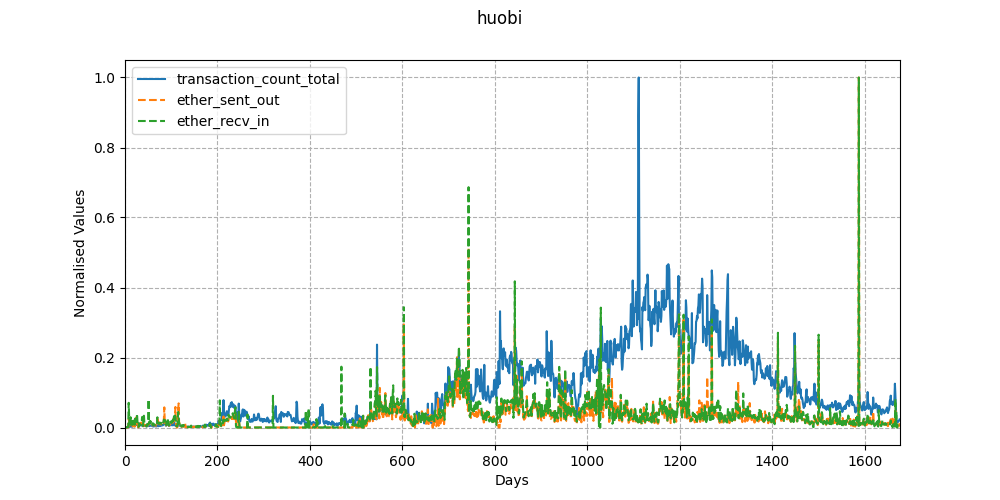 huobi
transaction_count_total
ether_sent_out
ether_recv_in
Normalised Values
1.0
0.8
0.6
0.4
0.2
0.0
0 200 400 600 800 1000 1200 1400 1600
Days